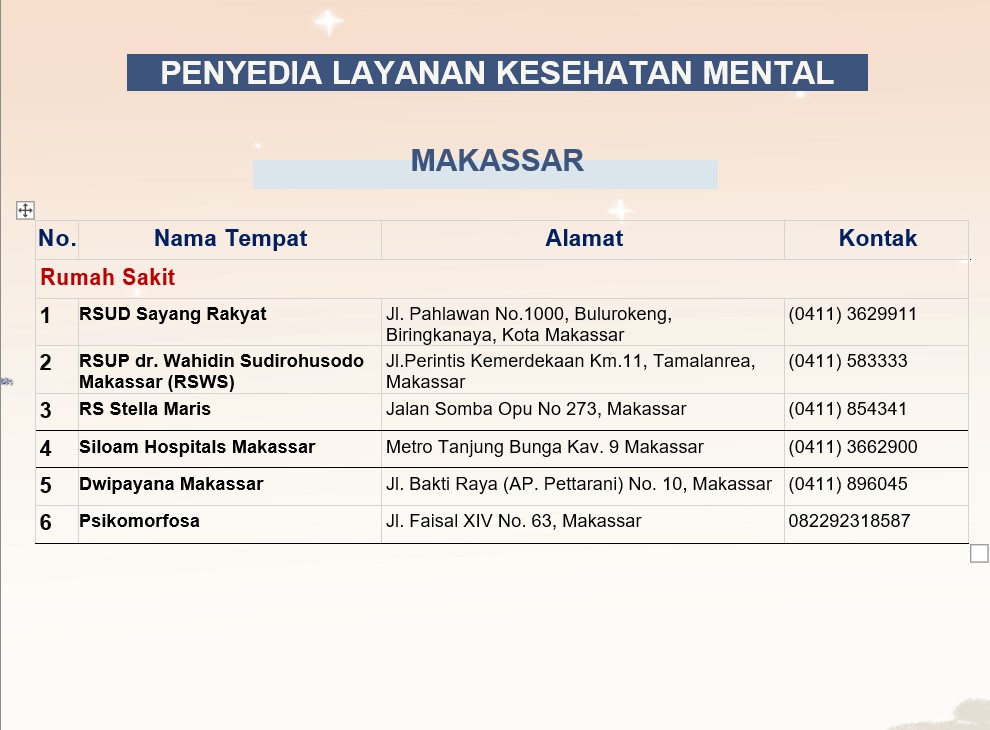 PENYEDIA LAYANAN KESEHATAN MENTAL
MAKASSAR
No. Nama Tempat Alamat Kontak
Rumah Sakit
1 RSUD Sayang Rakyat Jl. Pahlawan No.1000, Bulurokeng, (0411) 3629911
Biringkanaya, Kota Makassar
2 RSUP dr. Wahidin Sudirohusodo Jl.Perintis Kemerdekaan Km.11, Tamalanrea, (0411) 583333
Makassar (RSWS) Makassar
3 RS Stella Maris Jalan Somba Opu No 273, Makassar (0411) 854341
4 Siloam Hospitals Makassar Metro Tanjung Bunga Kav. 9 Makassar (0411) 3662900
5 Dwipayana Makassar Jl. Bakti Raya (AP. Pettarani) No. 10, Makassar (0411) 896045
6 Psikomorfosa Jl. Faisal XIV No. 63, Makassar 082292318587